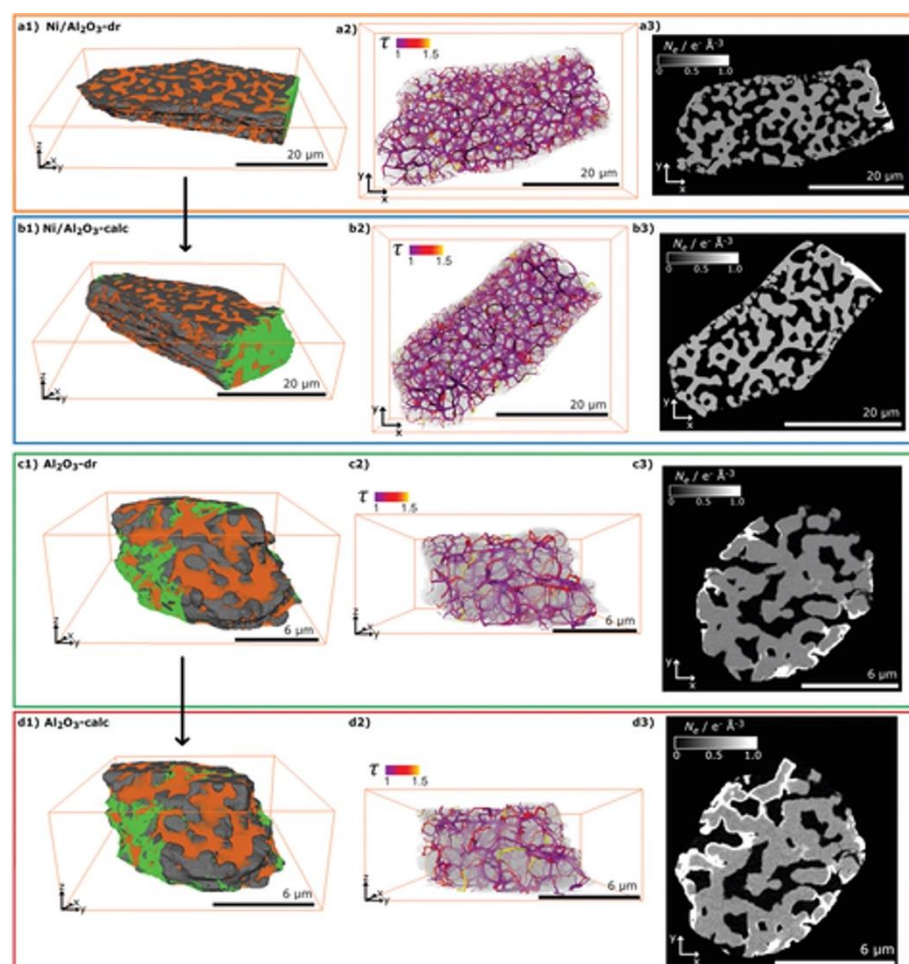 a1) Ni/Al₂O₃-dr
z
x
y
20 µm
a2)
τ
1 1.5
y
x
20 µm
a3)
Nₑ / e⁻ Å⁻³
0 0.5 1.0
y
x
20 µm
b1) Ni/Al₂O₃-calc
z
x
y
20 µm
b2)
τ
1 1.5
y
x
20 µm
b3)
Nₑ / e⁻ Å⁻³
0 0.5 1.0
y
x
20 µm
c1) Al₂O₃-dr
z
x
y
6 µm
c2)
τ
1 1.5
z
x
y
6 µm
c3)
Nₑ / e⁻ Å⁻³
0 0.5 1.0
y
x
6 µm
d1) Al₂O₃-calc
z
x
y
6 µm
d2)
τ
1 1.5
z
x
y
6 µm
d3)
Nₑ / e⁻ Å⁻³
0 0.5 1.0
y
x
6 µm